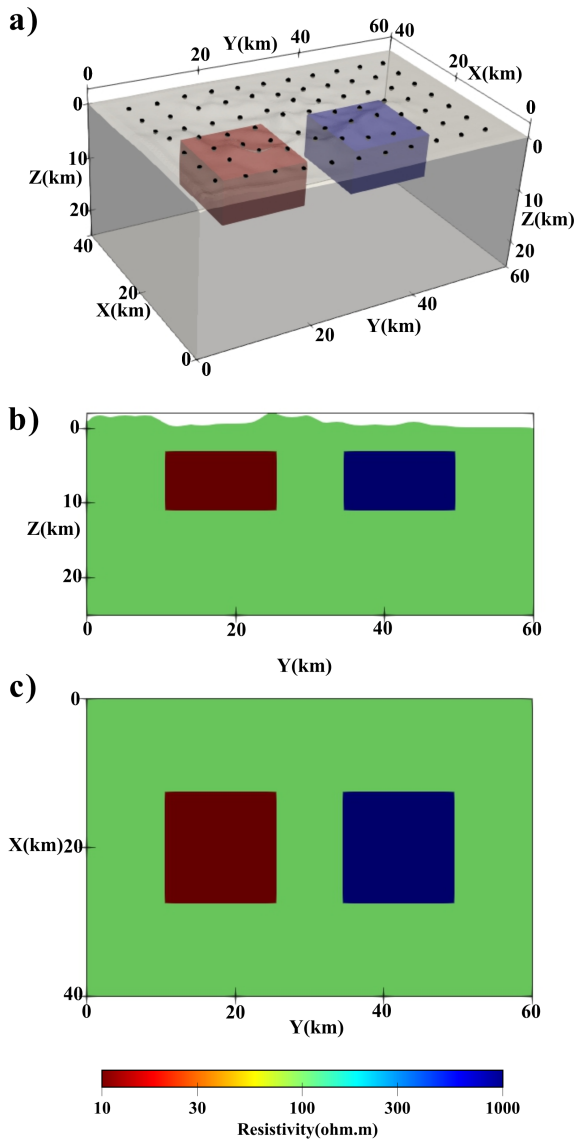 a)
60 40
40
20 Y(km) 20
0 X(km)
0 0
0
10 10
Z(km) Z(km)
20 20
40 60
20 40
X(km) Y(km)
20
0 0
b)
0
10
Z(km)
20
0 20 40 60
Y(km)
c)
0
X(km) 20
40
0 20 40 60
Y(km)
10 30 100 300 1000
Resistivity(ohm.m)